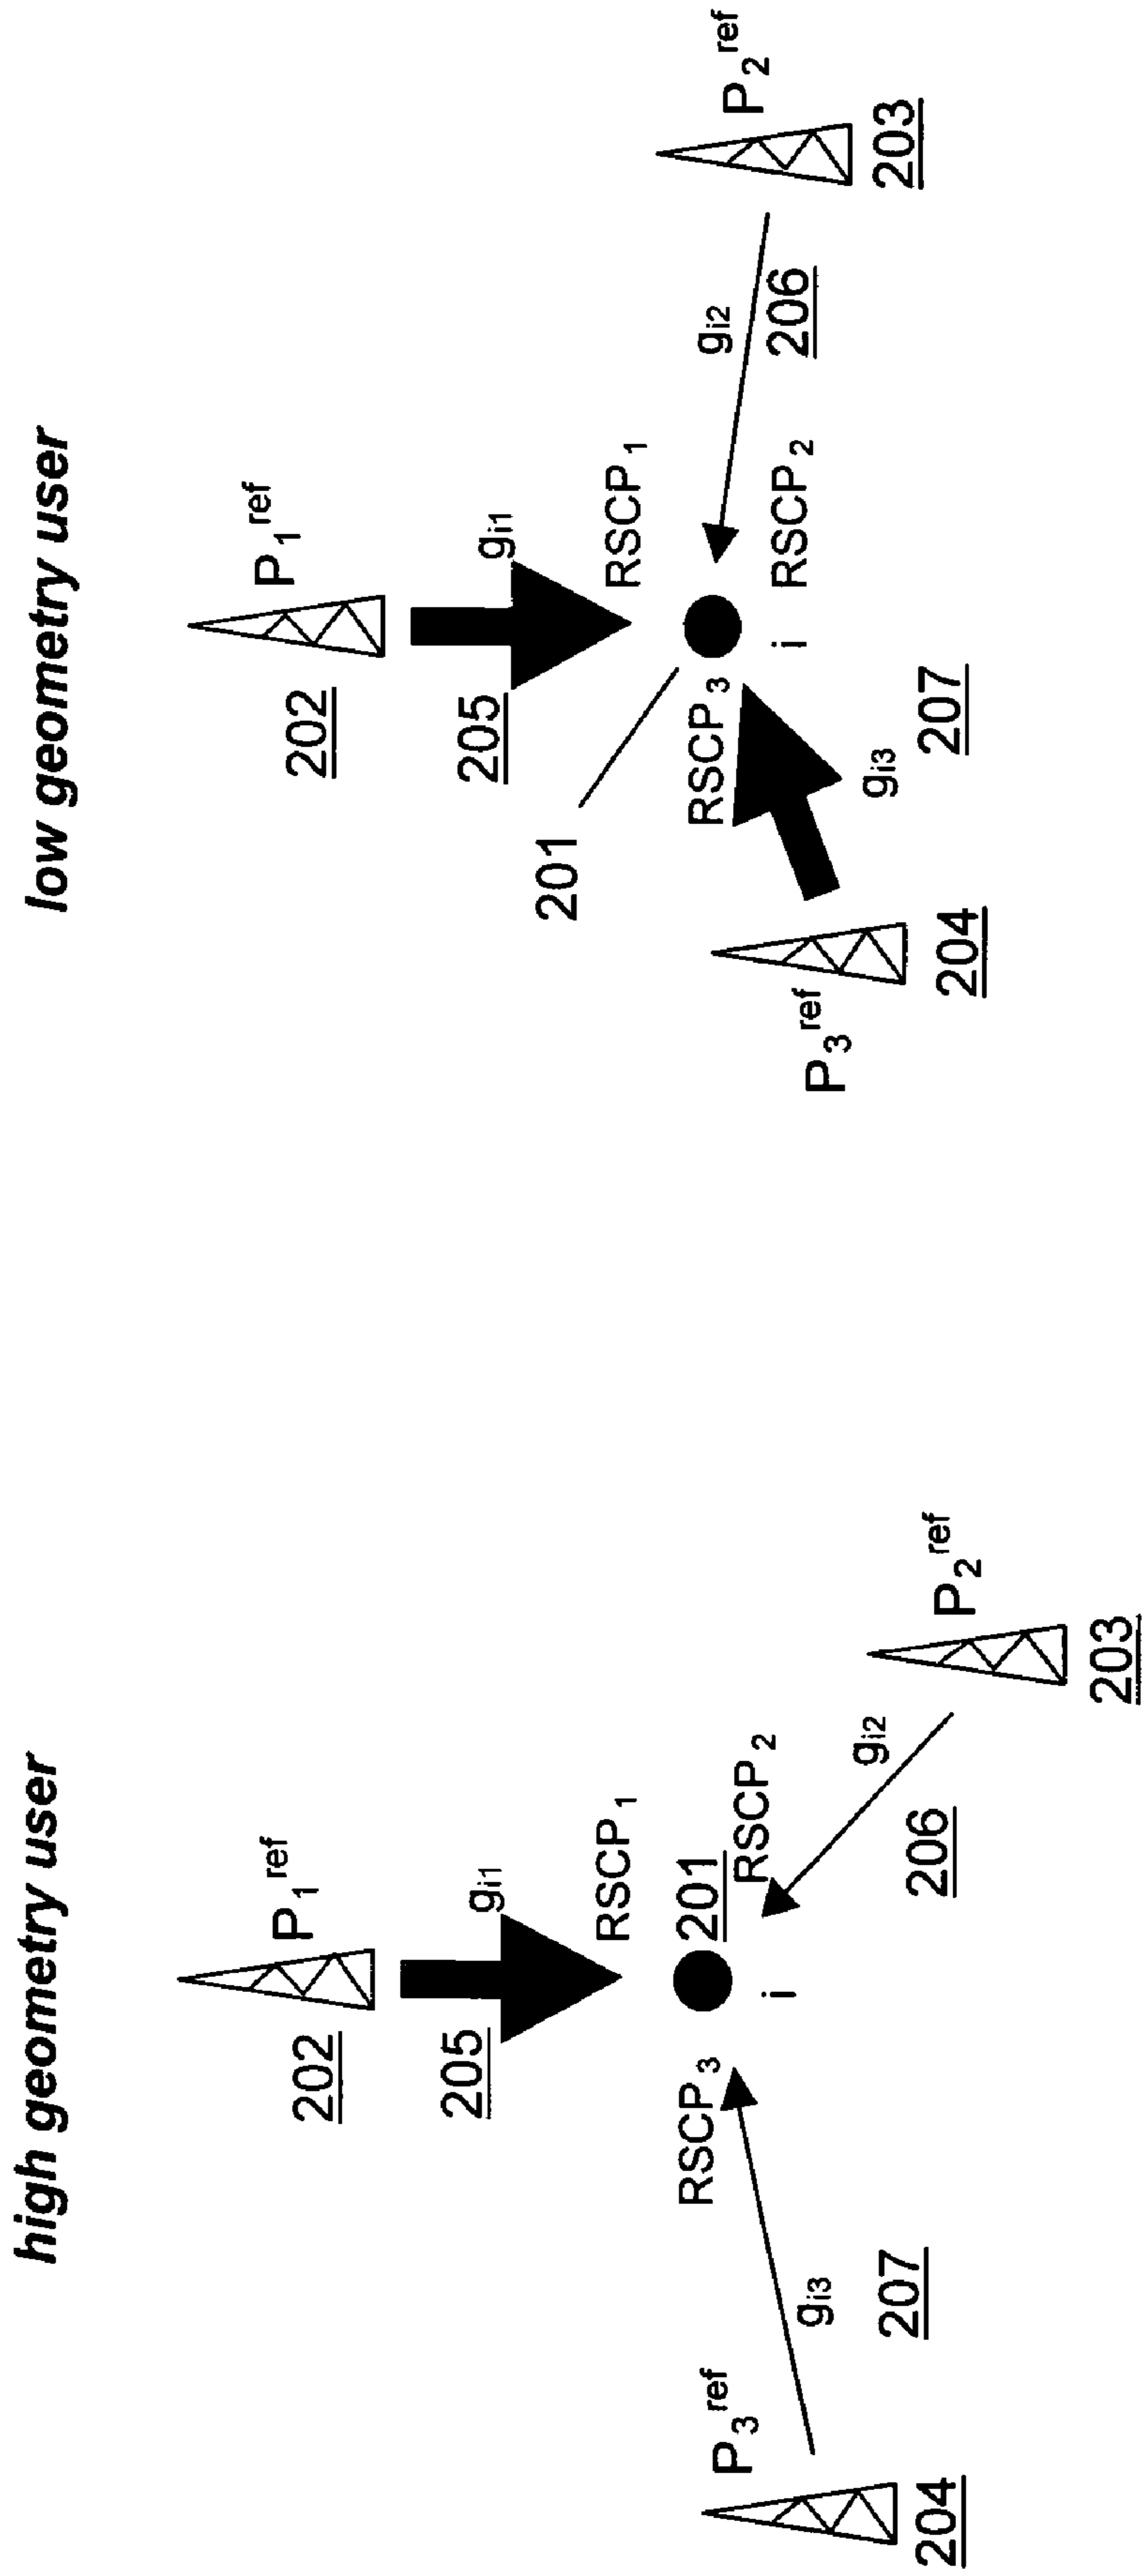 high geometry user
P1ref
202
205
gi1
RSCP1
201
i
RSCP2
RSCP3
P3ref
gi3
207
204
gi2
206
P2ref
203
low geometry user
P1ref
202
205
gi1
RSCP1
201
RSCP3
i
RSCP2
gi2
206
P2ref
203
P3ref
204
gi3
207